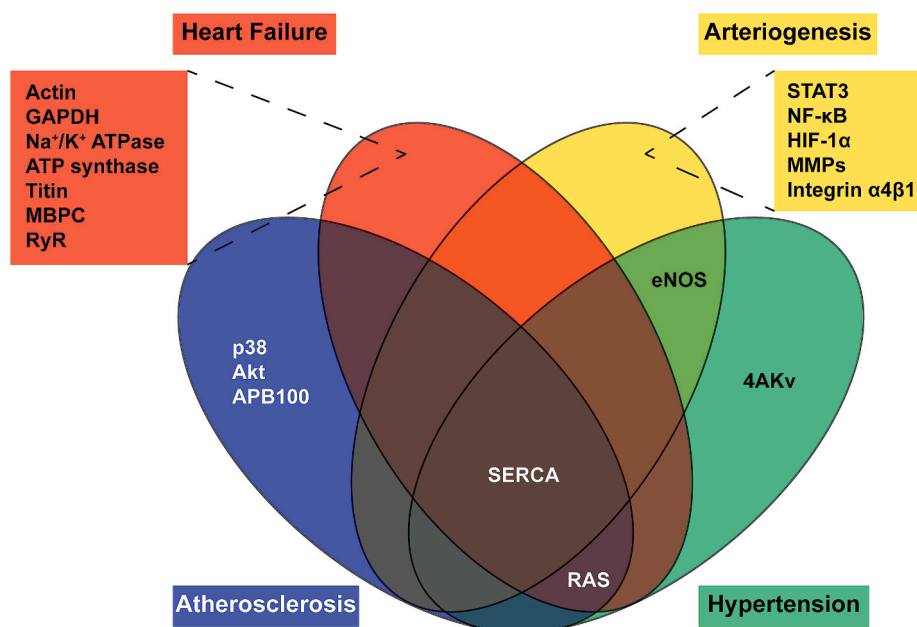 Heart Failure
Arteriogenesis
Actin
GAPDH
Na⁺/K⁺ ATPase
ATP synthase
Titin
MBPC
RyR
STAT3
NF-κB
HIF-1α
MMPs
Integrin α4β1
eNOS
p38
Akt
APB100
4AKv
SERCA
RAS
Atherosclerosis
Hypertension